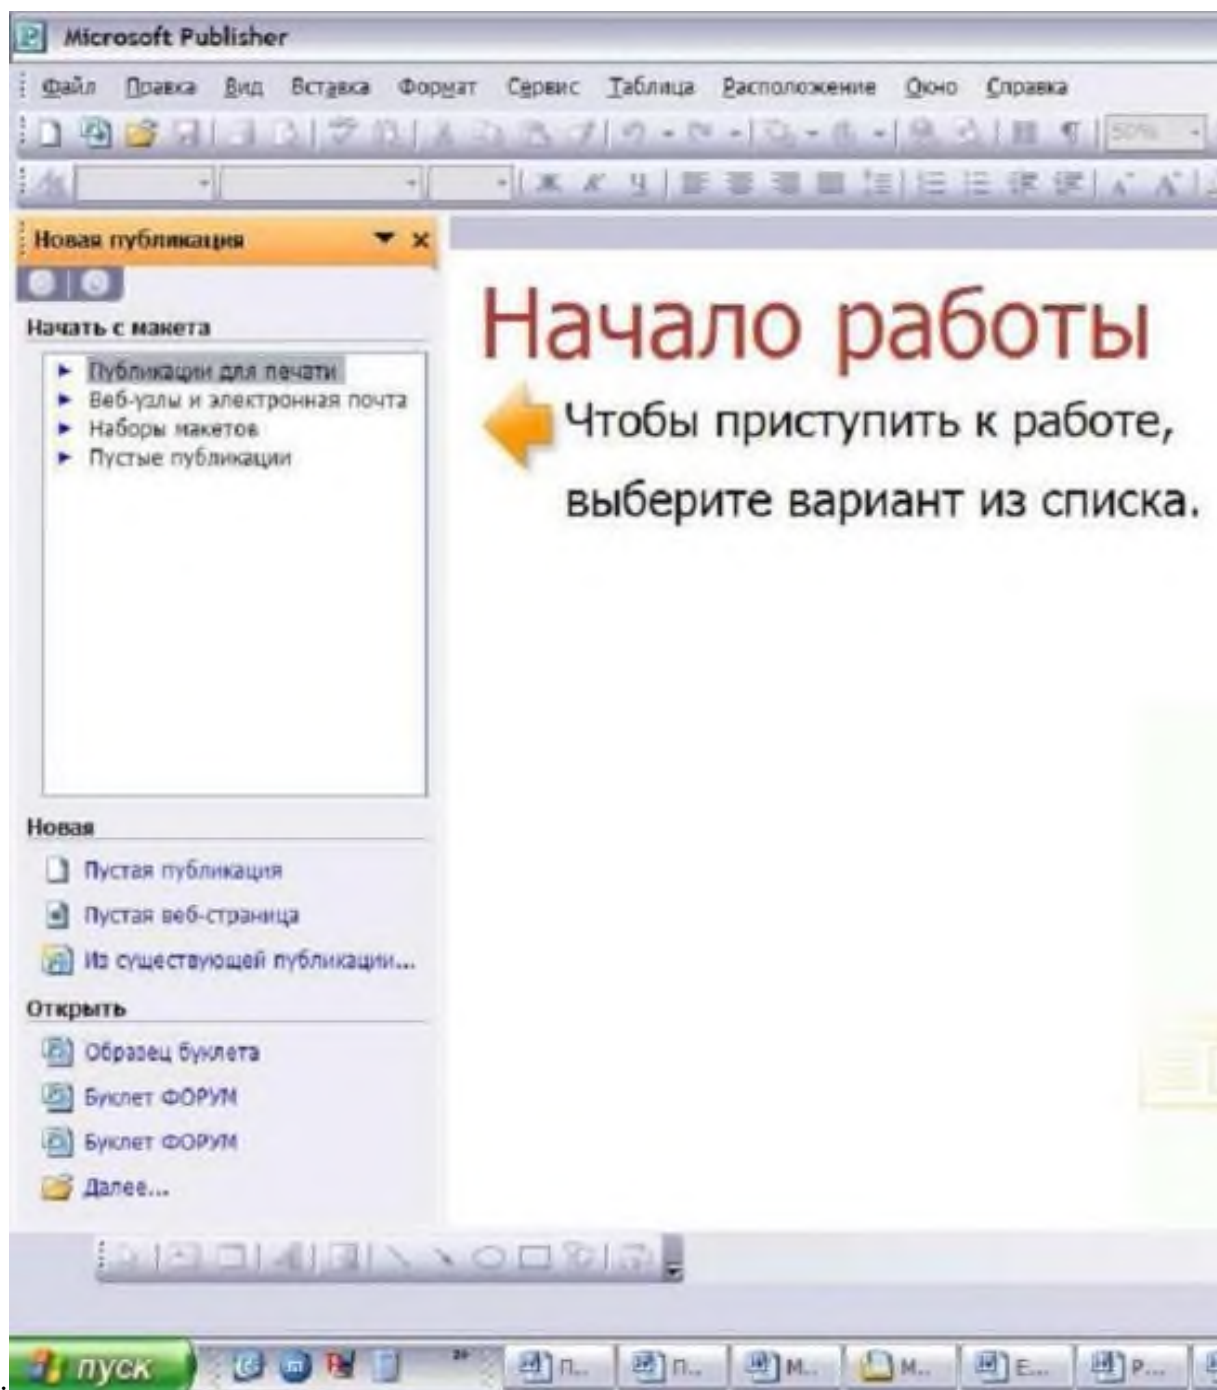 Microsoft Publisher
Файл Правка Вид Вставка Формат Сервис Таблица Расположение Окно Справка
50%
Ж К Ч
Новая публикация
Начать с макета
Публикации для печати
Веб-узлы и электронная почта
Наборы макетов
Пустые публикации
Начало работы
Чтобы приступить к работе,
выберите вариант из списка.
Новая
Пустая публикация
Пустая веб-страница
Из существующей публикации...
Открыть
Образец буклета
Буклет ФОРУМ
Буклет ФОРУМ
Далее...
пуск П... П... М... М... Е... Р...